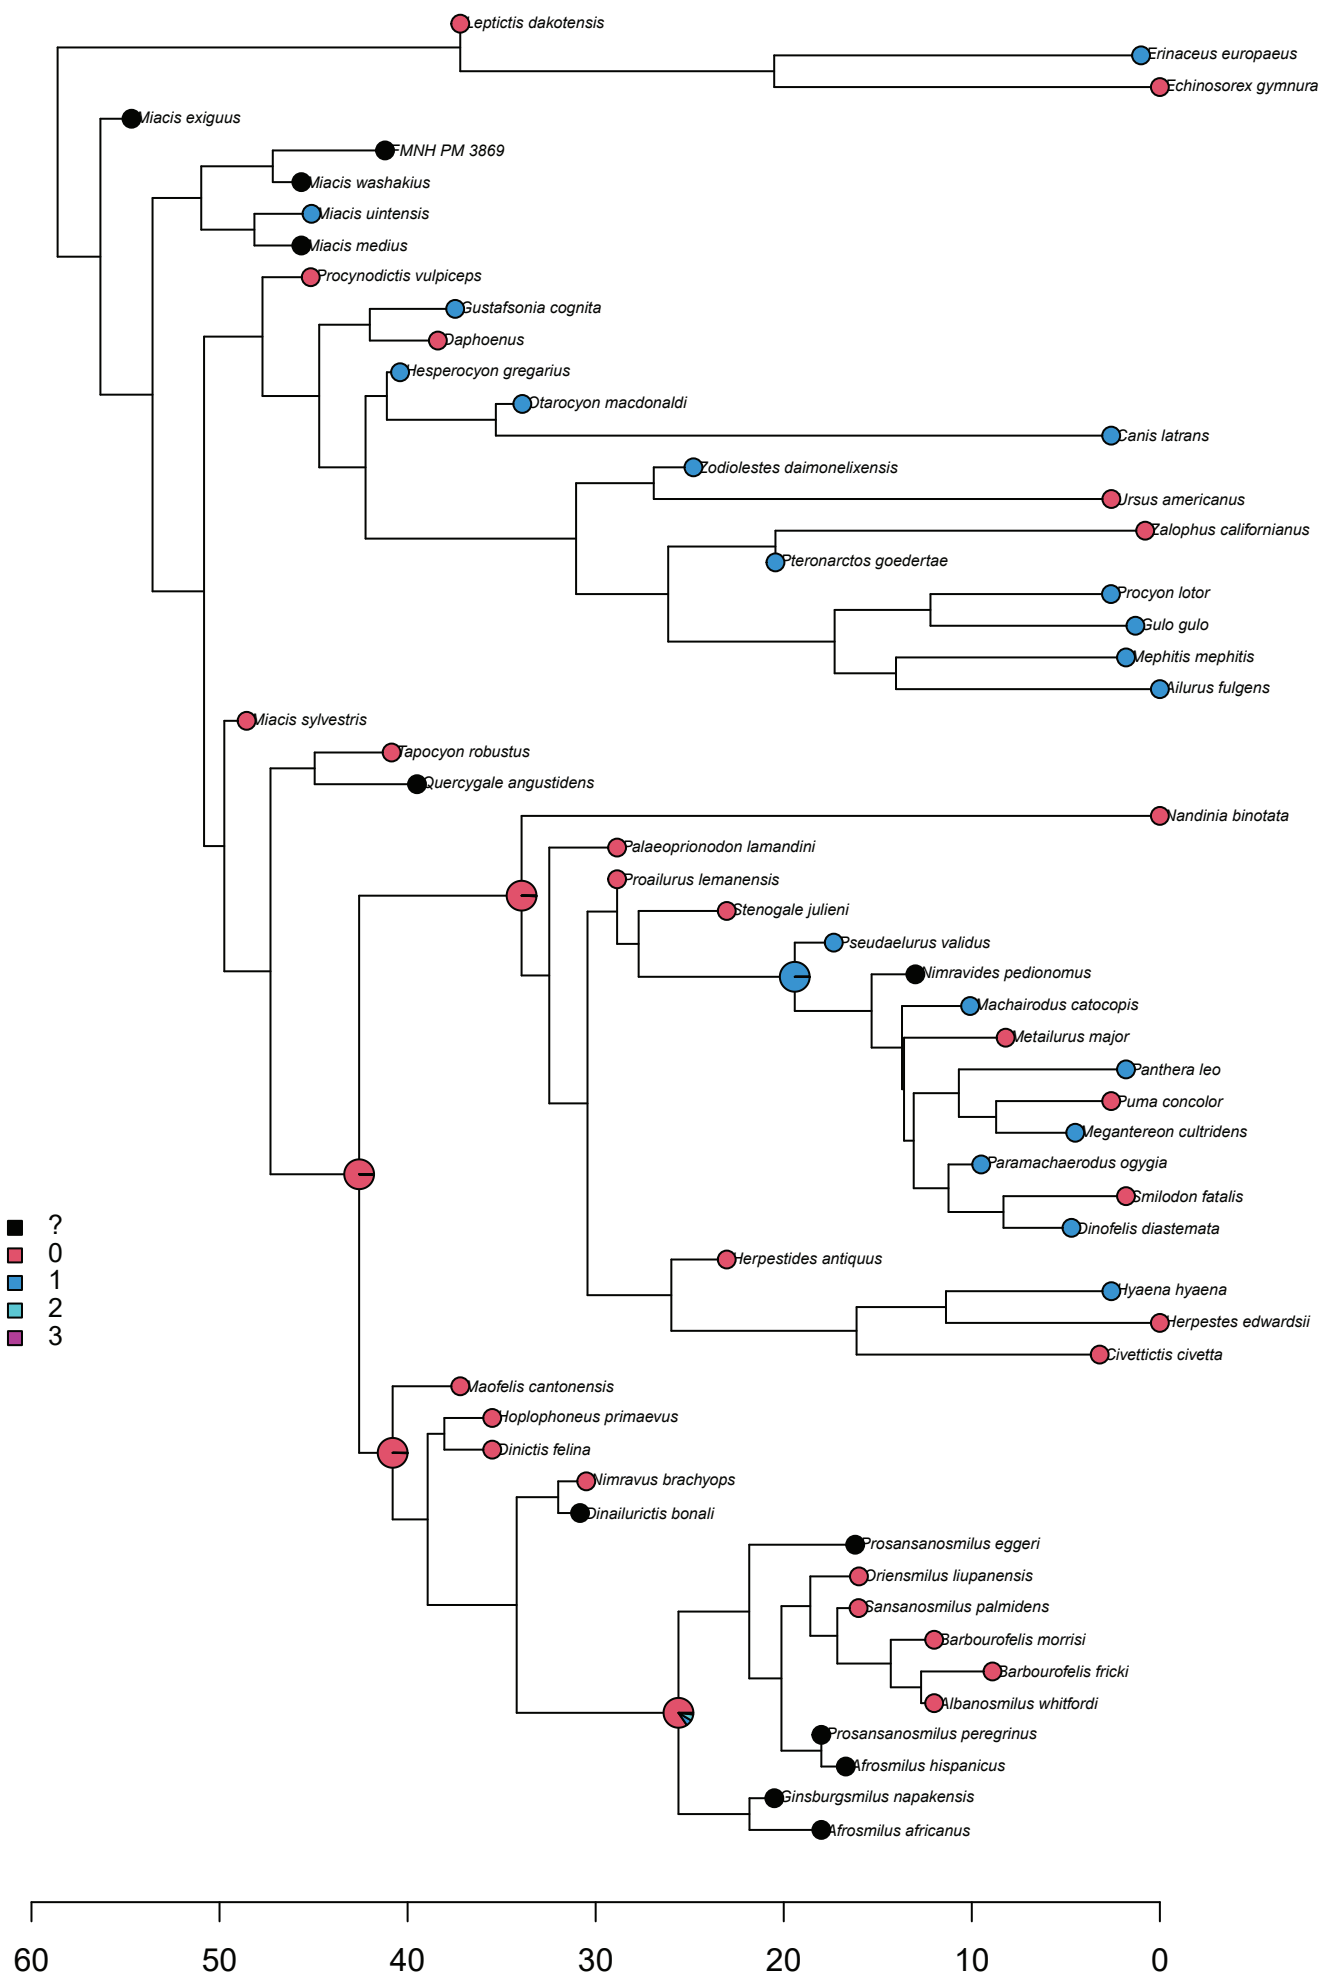 Leptictis dakotensis
Erinaceus europaeus
Echinosorex gymnura
Miacis exiguus
FMNH PM 3869
Miacis washakius
Miacis uintensis
Miacis medius
Procynodictis vulpiceps
Gustafsonia cognita
Daphoenus
Hesperocyon gregarius
Otarocyon macdonaldi
Canis latrans
Zodiolestes daimonelixensis
Ursus americanus
Zalophus californianus
Pteronarctos goedertae
Procyon lotor
Gulo gulo
Mephitis mephitis
Ailurus fulgens
Miacis sylvestris
Tapocyon robustus
Quercygale angustidens
Nandinia binotata
Palaeoprionodon lamandini
Proailurus lemanensis
Stenogale julieni
Pseudaelurus validus
Nimravides pedionomus
Machairodus catocopis
Metailurus major
Panthera leo
Puma concolor
Megantereon cultridens
Paramachaerodus ogygia
Smilodon fatalis
Dinofelis diastemata
Herpestides antiquus
Hyaena hyaena
Herpestes edwardsii
Civettictis civetta
?
0
1
2
3
Maofelis cantonensis
Hoplophoneus primaevus
Dinictis felina
Nimravus brachyops
Dinailurictis bonali
Prosansanosmilus eggeri
Oriensmilus liupanensis
Sansanosmilus palmidens
Barbourofelis morrisi
Barbourofelis fricki
Albanosmilus whitfordi
Prosansanosmilus peregrinus
Afrosmilus hispanicus
Ginsburgsmilus napakensis
Afrosmilus africanus
60 50 40 30 20 10 0